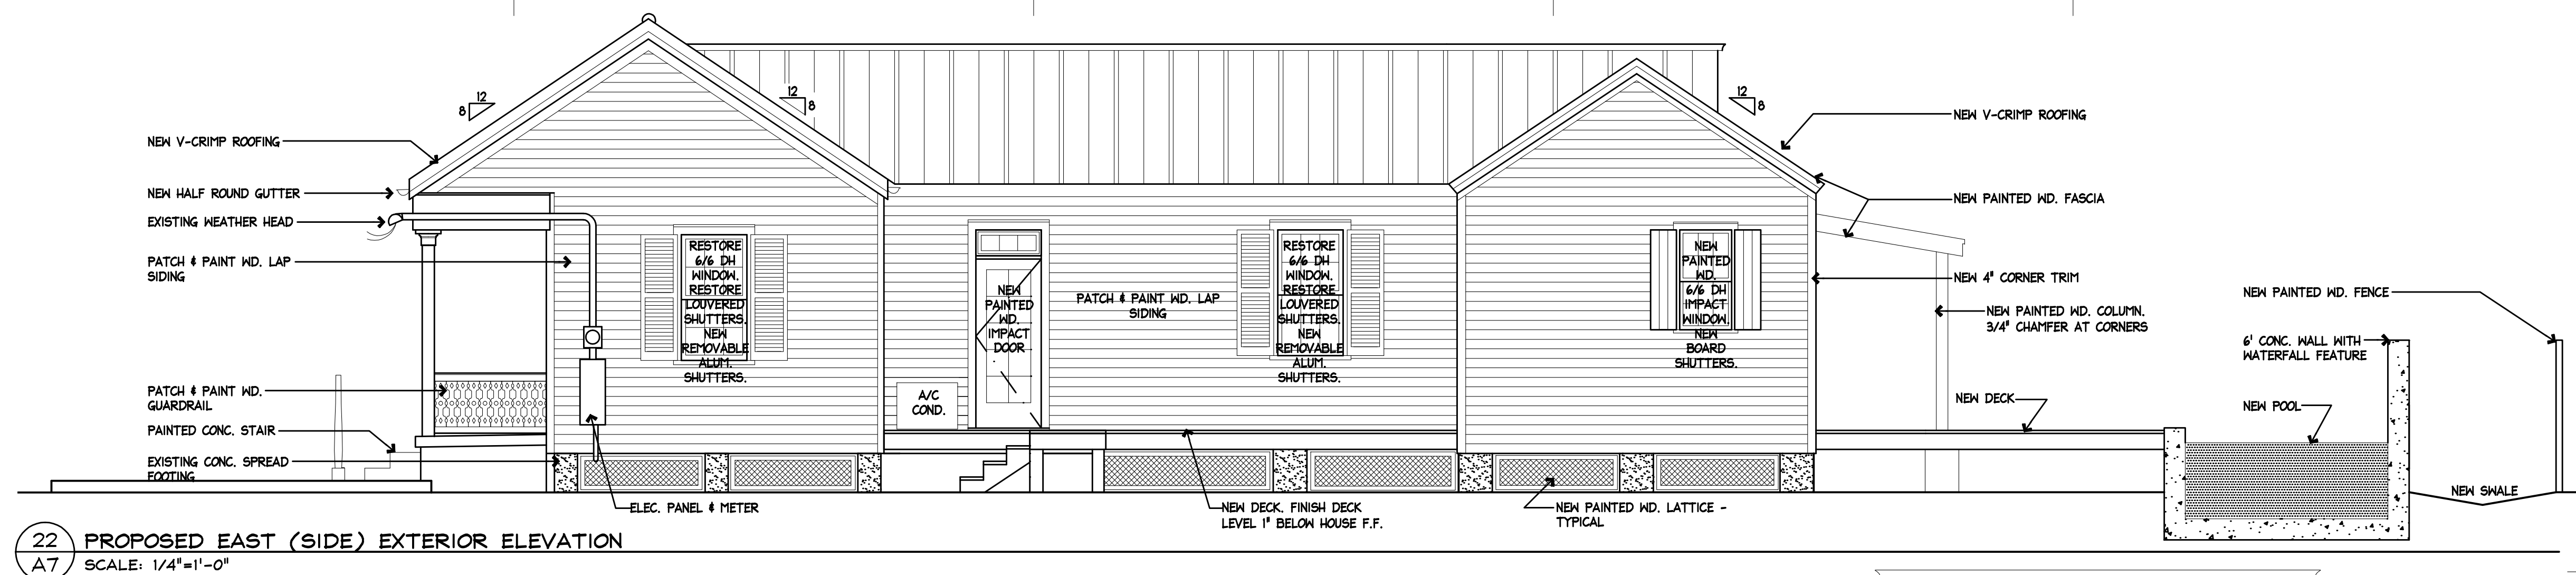 12
8
12
8
12
8
NEW V-CRIMP ROOFING
NEW HALF ROUND GUTTER
EXISTING WEATHER HEAD
PATCH & PAINT WD. LAP
SIDING
PATCH & PAINT WD.
GUARDRAIL
PAINTED CONC. STAIR
EXISTING CONC. SPREAD
FOOTING
RESTORE
6/6 DH
WINDOW.
RESTORE
LOUVERED
SHUTTERS.
NEW
REMOVABLE
ALUM.
SHUTTERS.
A/C
COND.
NEW
PAINTED
WD.
IMPACT
DOOR
PATCH & PAINT WD. LAP
SIDING
RESTORE
6/6 DH
WINDOW.
RESTORE
LOUVERED
SHUTTERS.
NEW
REMOVABLE
ALUM.
SHUTTERS.
NEW
PAINTED
WD.
6/6 DH
IMPACT
WINDOW.
NEW
BOARD
SHUTTERS.
NEW V-CRIMP ROOFING
NEW PAINTED WD. FASCIA
NEW 4" CORNER TRIM
NEW PAINTED WD. COLUMN.
3/4" CHAMFER AT CORNERS
NEW DECK
NEW PAINTED WD. FENCE
6' CONC. WALL WITH
WATERFALL FEATURE
NEW POOL
NEW SWALE
ELEC. PANEL & METER
NEW DECK. FINISH DECK
LEVEL 1" BELOW HOUSE F.F.
NEW PAINTED WD. LATTICE -
TYPICAL
22
A7
PROPOSED EAST (SIDE) EXTERIOR ELEVATION
SCALE: 1/4"=1'-0"